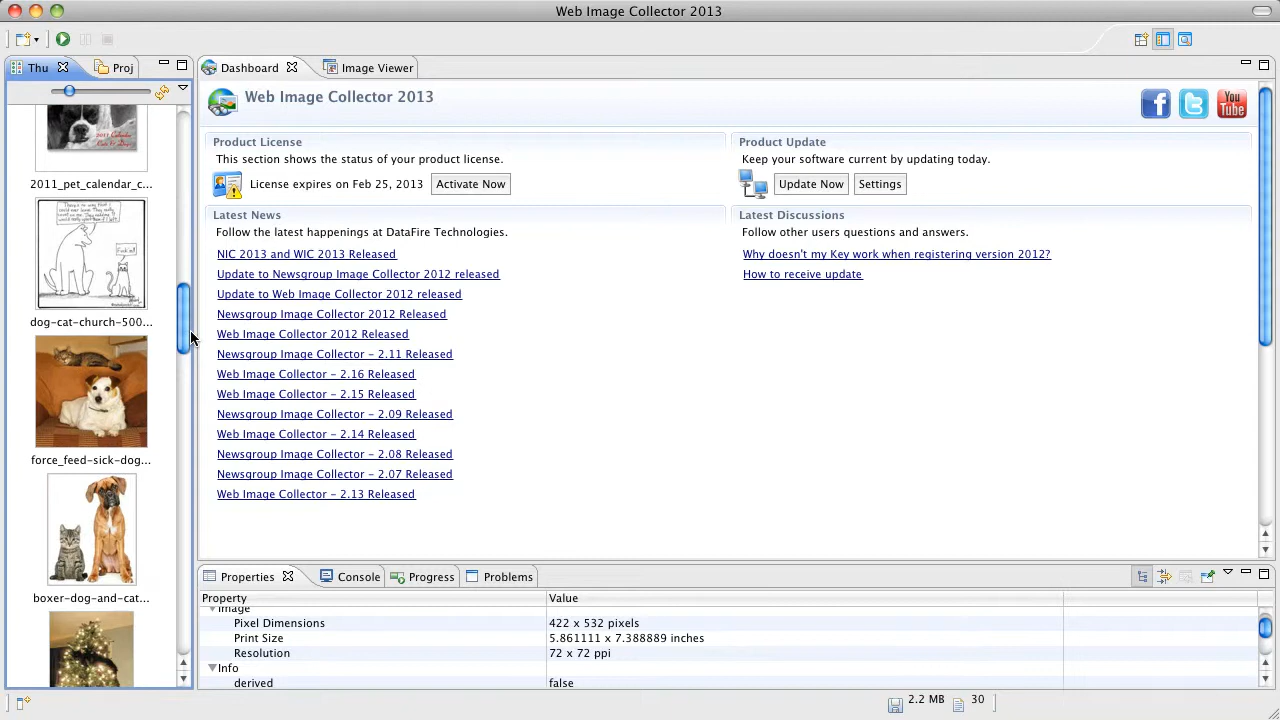 Web Image Collector 2013
Thu
Proj
Dashboard
Image Viewer
Web Image Collector 2013
You
Tube
2011_pet_calendar_c...
dog-cat-church-500...
force_feed-sick-dog...
boxer-dog-and-cat...
Product License
This section shows the status of your product license.
License expires on Feb 25, 2013
Activate Now
Product Update
Keep your software current by updating today.
Update Now
Settings
Latest News
Follow the latest happenings at DataFire Technologies.
NIC 2013 and WIC 2013 Released
Update to Newsgroup Image Collector 2012 released
Update to Web Image Collector 2012 released
Newsgroup Image Collector 2012 Released
Web Image Collector 2012 Released
Newsgroup Image Collector – 2.11 Released
Web Image Collector – 2.16 Released
Web Image Collector – 2.15 Released
Newsgroup Image Collector – 2.09 Released
Web Image Collector – 2.14 Released
Newsgroup Image Collector – 2.08 Released
Newsgroup Image Collector – 2.07 Released
Web Image Collector – 2.13 Released
Latest Discussions
Follow other users questions and answers.
Why doesn't my Key work when registering version 2012?
How to receive update
Properties
Console
Progress
Problems
Property Value
Image
Pixel Dimensions 422 x 532 pixels
Print Size 5.861111 x 7.388889 inches
Resolution 72 x 72 ppi
Info
derived false
2.2 MB
30